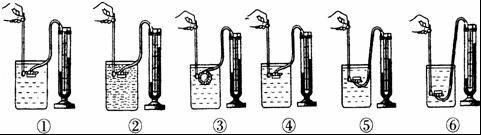 ① ② ③ ④ ⑤ ⑥